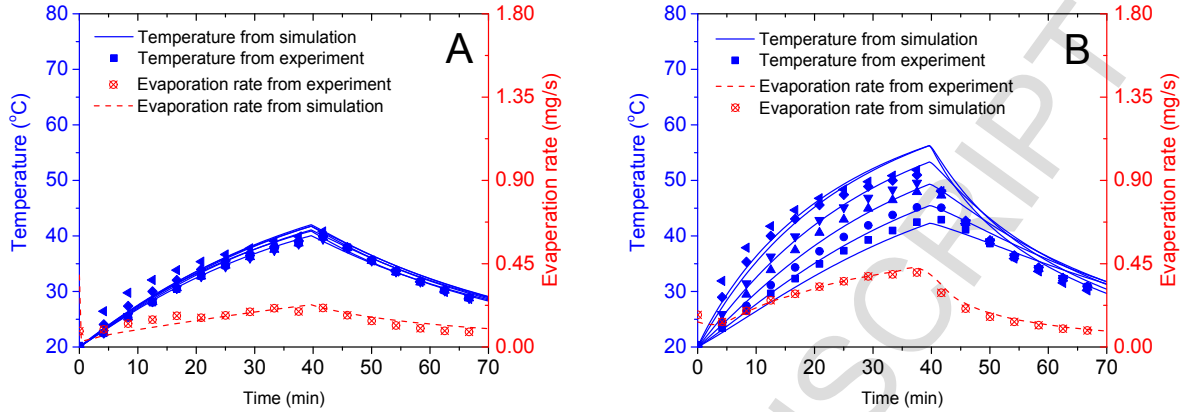 80
70
60
50
40
30
20
Temperature (°C)
Temperature from simulation
Temperature from experiment
Evaporation rate from experiment
Evaporation rate from simulation
A
1.80
1.35
0.90
0.45
0.00
Evaporation rate (mg/s)
0 10 20 30 40 50 60 70
Time (min)
80
70
60
50
40
30
20
Temperature (°C)
Temperature from simulation
Temperature from experiment
Evaporation rate from experiment
Evaporation rate from simulation
B
1.80
1.35
0.90
0.45
0.00
Evaporation rate (mg/s)
0 10 20 30 40 50 60 70
Time (min)
USCRIPT